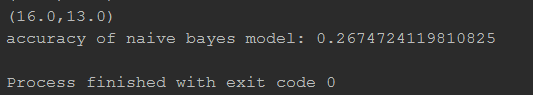 (16.0,13.0)
accuracy of naive bayes model: 0.2674724119810825
Process finished with exit code 0